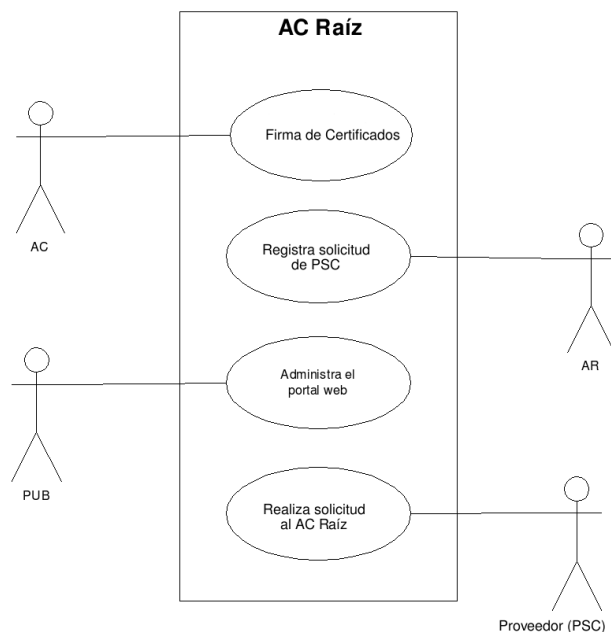 AC Raíz
Firma de Certificados
AC
Registra solicitud
de PSC
AR
Administra el
portal web
PUB
Realiza solicitud
al AC Raíz
Proveedor (PSC)